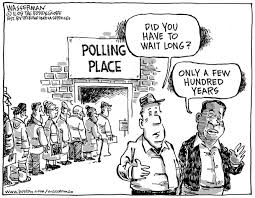 WASSERMAN
POLLING
PLACE
DID YOU
HAVE TO
WAIT LONG?
ONLY A FEW
HUNDRED
YEARS